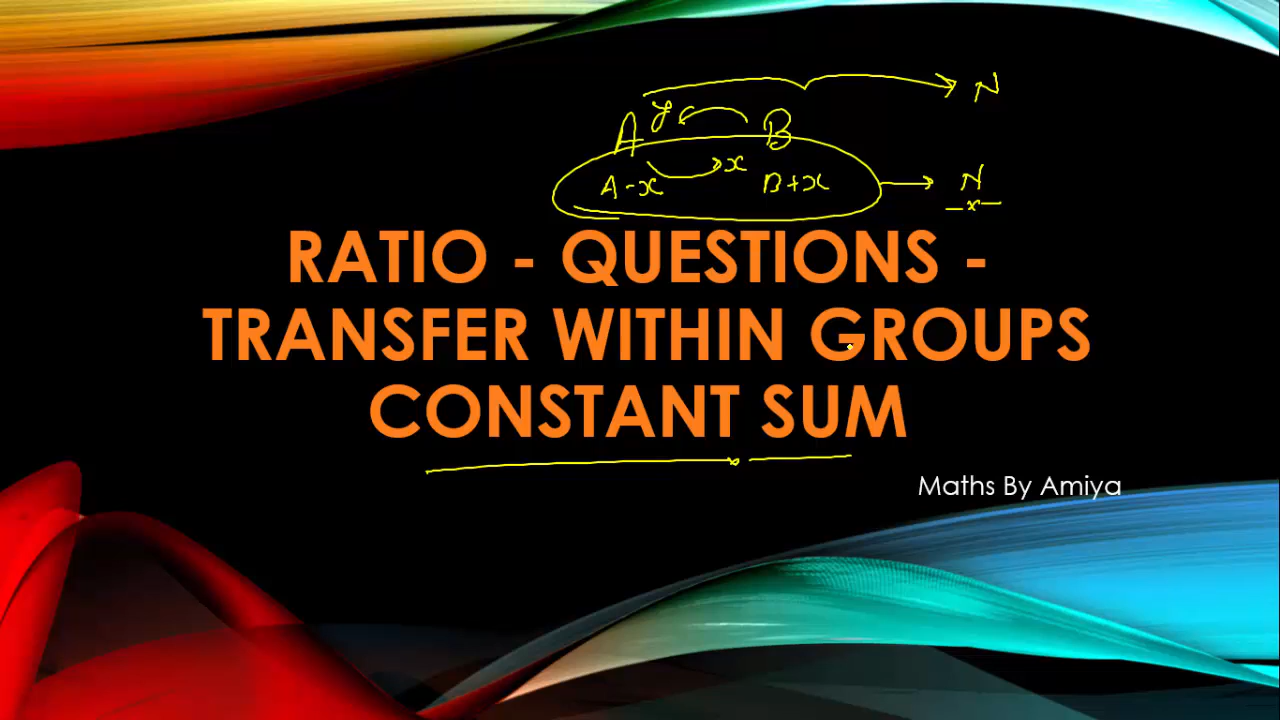 N
A y B
x
A-x B+x N
x
RATIO - QUESTIONS -
TRANSFER WITHIN GROUPS
CONSTANT SUM
Maths By Amiya